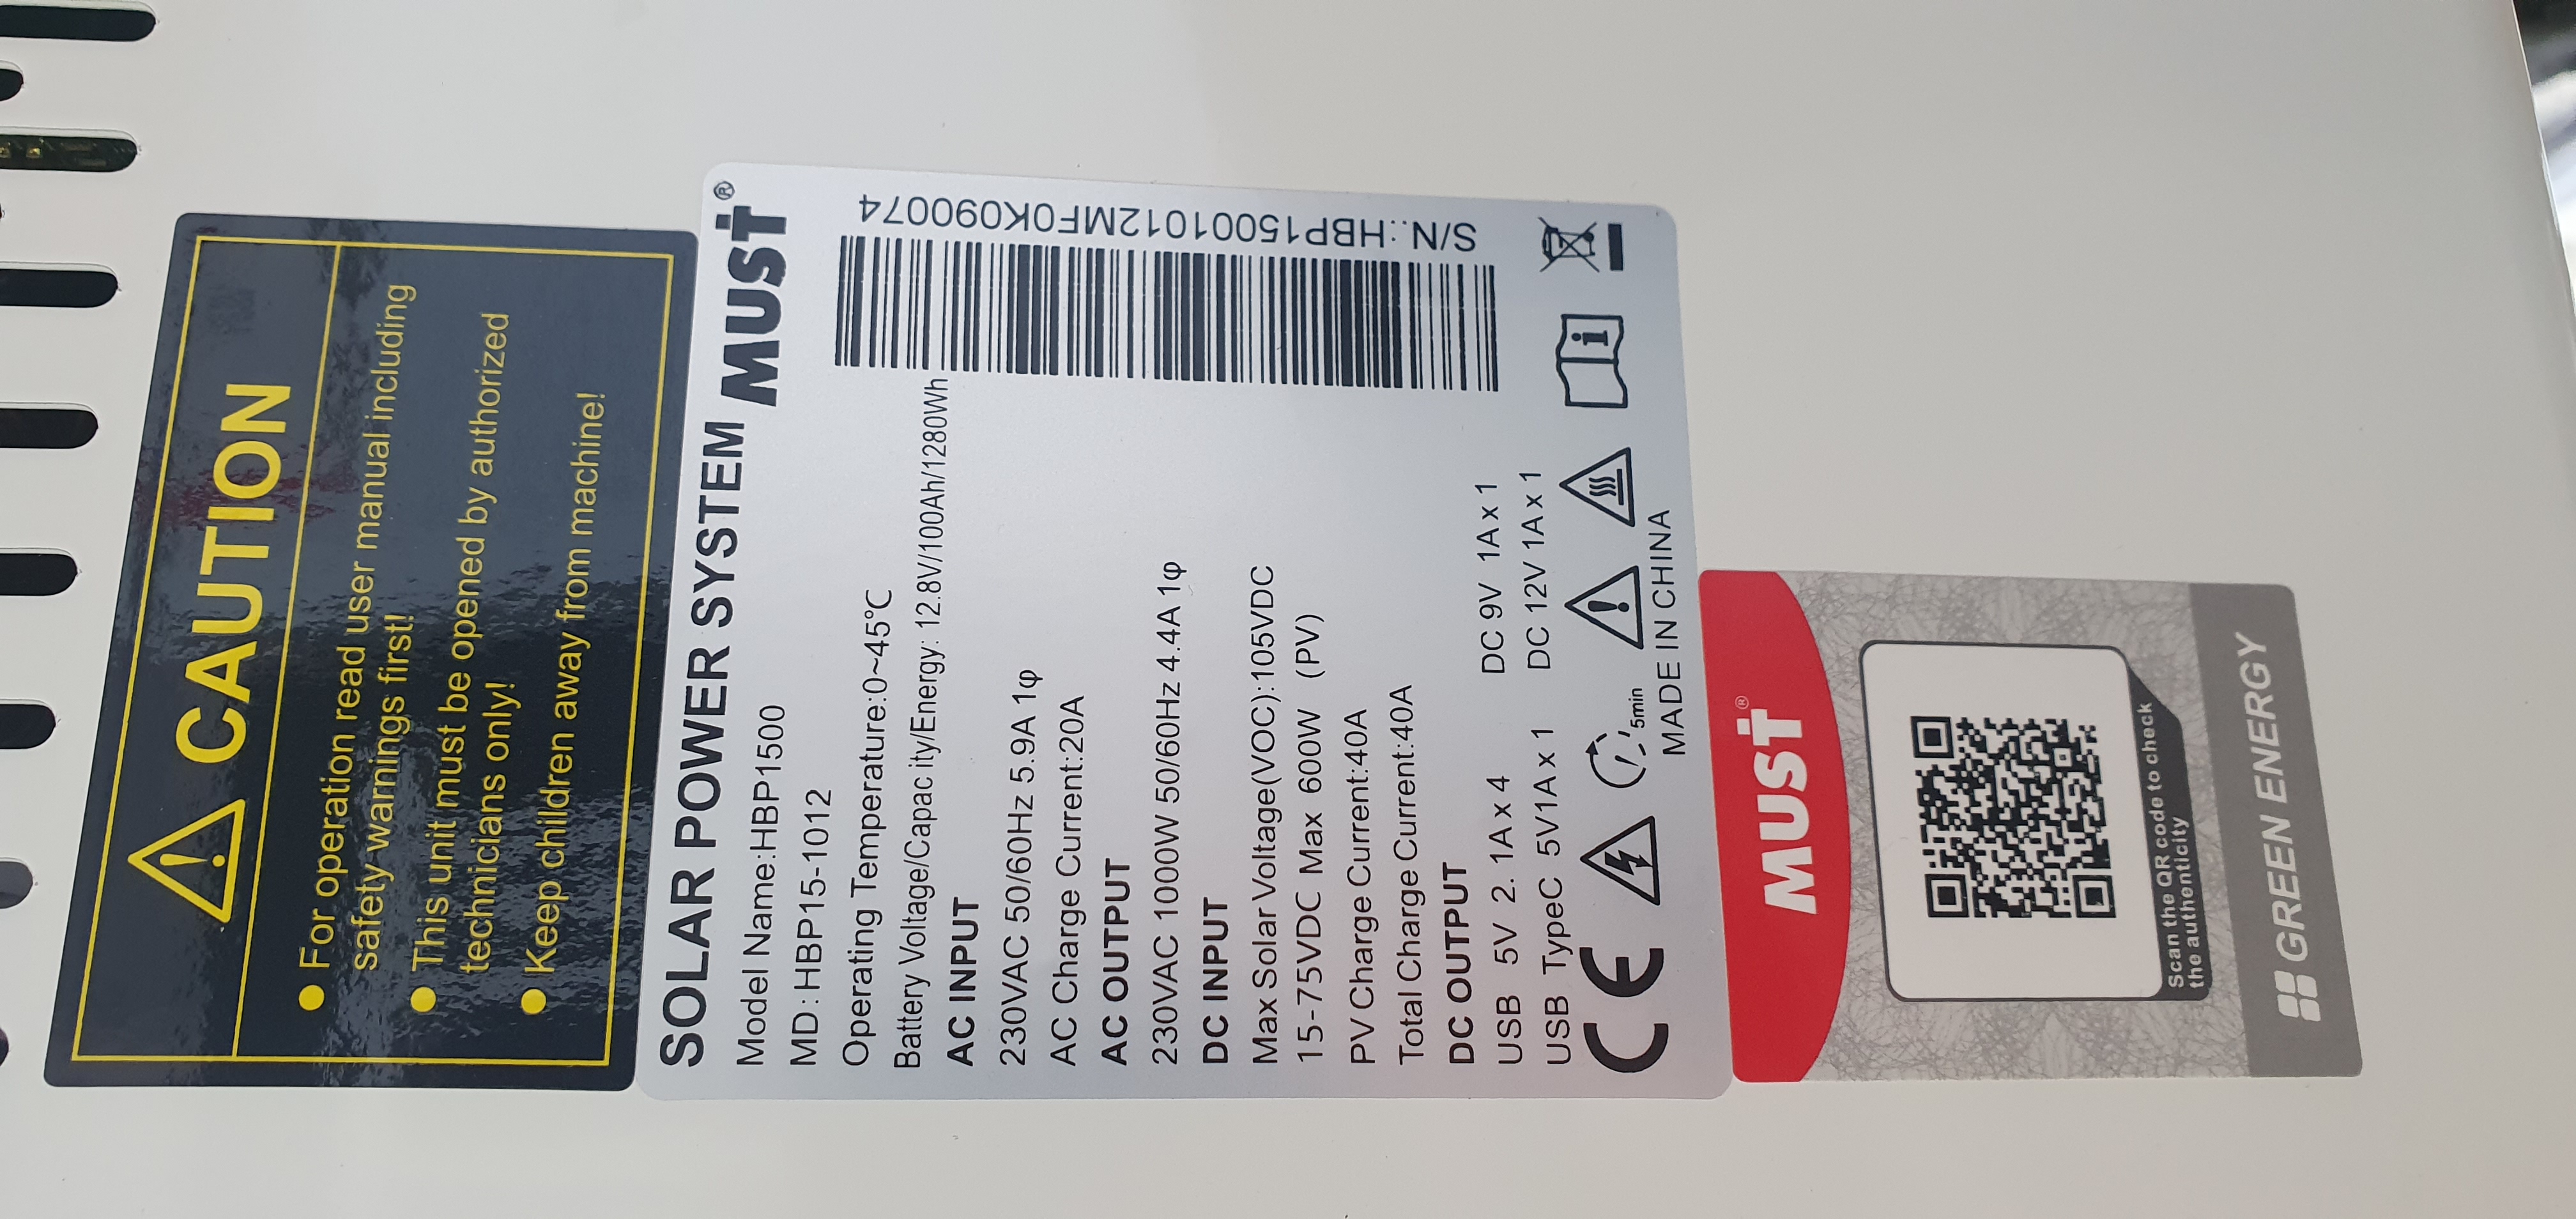 CAUTION
● For operation read user manual including
safety warnings first!
● This unit must be opened by authorized
technicians only!
● Keep children away from machine!
SOLAR POWER SYSTEM MUST®
Model Name:HBP1500
MD:HBP15-1012
Operating Temperature:0~45℃
Battery Voltage/Capac ity/Energy: 12.8V/100Ah/1280Wh
AC INPUT
230VAC 50/60Hz 5.9A 1φ
AC Charge Current:20A
AC OUTPUT
230VAC 1000W 50/60Hz 4.4A 1φ
DC INPUT
Max Solar Voltage(VOC):105VDC
15-75VDC Max 600W (PV)
PV Charge Current:40A
Total Charge Current:40A
DC OUTPUT
USB 5V 2.1A x 4 DC 9V 1A x 1
USB TypeC 5V1A x 1 DC 12V 1A x 1
S/N.:HBP15001012MF0K090074
CE
5min
MADE IN CHINA
MUST®
Scan the QR code to check
the authenticity
GREEN ENERGY